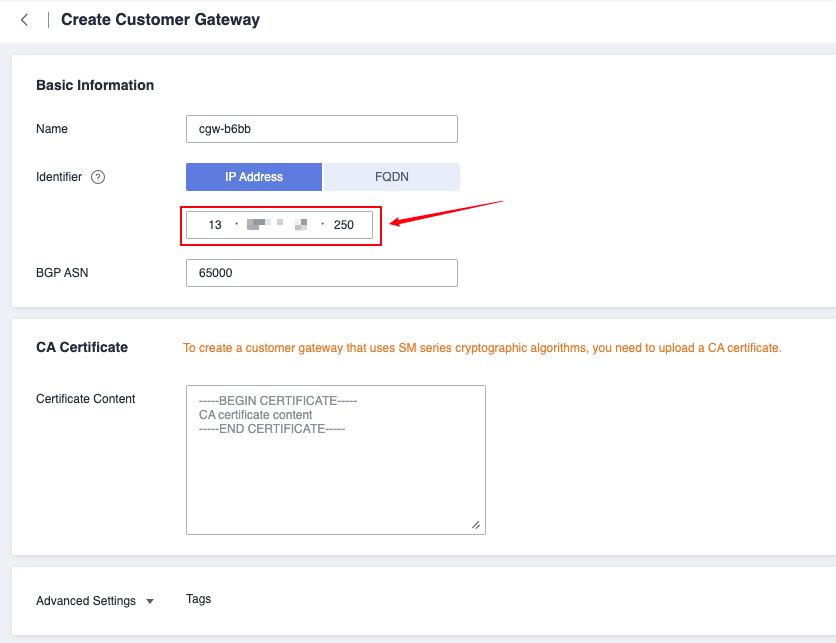 Create Customer Gateway
Basic Information
Name cgw-b6bb
Identifier ? IP Address FQDN
13 . . 250
BGP ASN 65000
CA Certificate To create a customer gateway that uses SM series cryptographic algorithms, you need to upload a CA certificate.
Certificate Content -----BEGIN CERTIFICATE-----
CA certificate content
-----END CERTIFICATE-----
Advanced Settings Tags